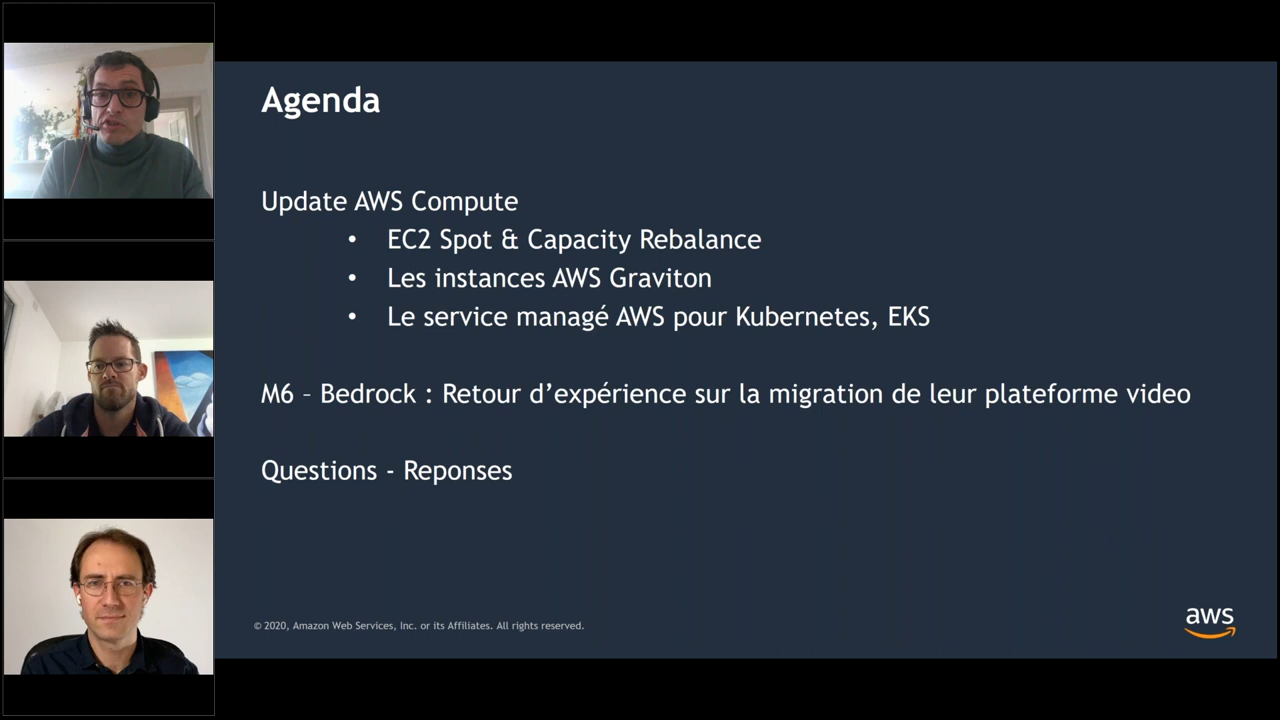 Agenda
Update AWS Compute
• EC2 Spot & Capacity Rebalance
• Les instances AWS Graviton
• Le service managé AWS pour Kubernetes, EKS
M6 – Bedrock : Retour d’expérience sur la migration de leur plateforme video
Questions - Reponses
© 2020, Amazon Web Services, Inc. or its Affiliates. All rights reserved.
aws